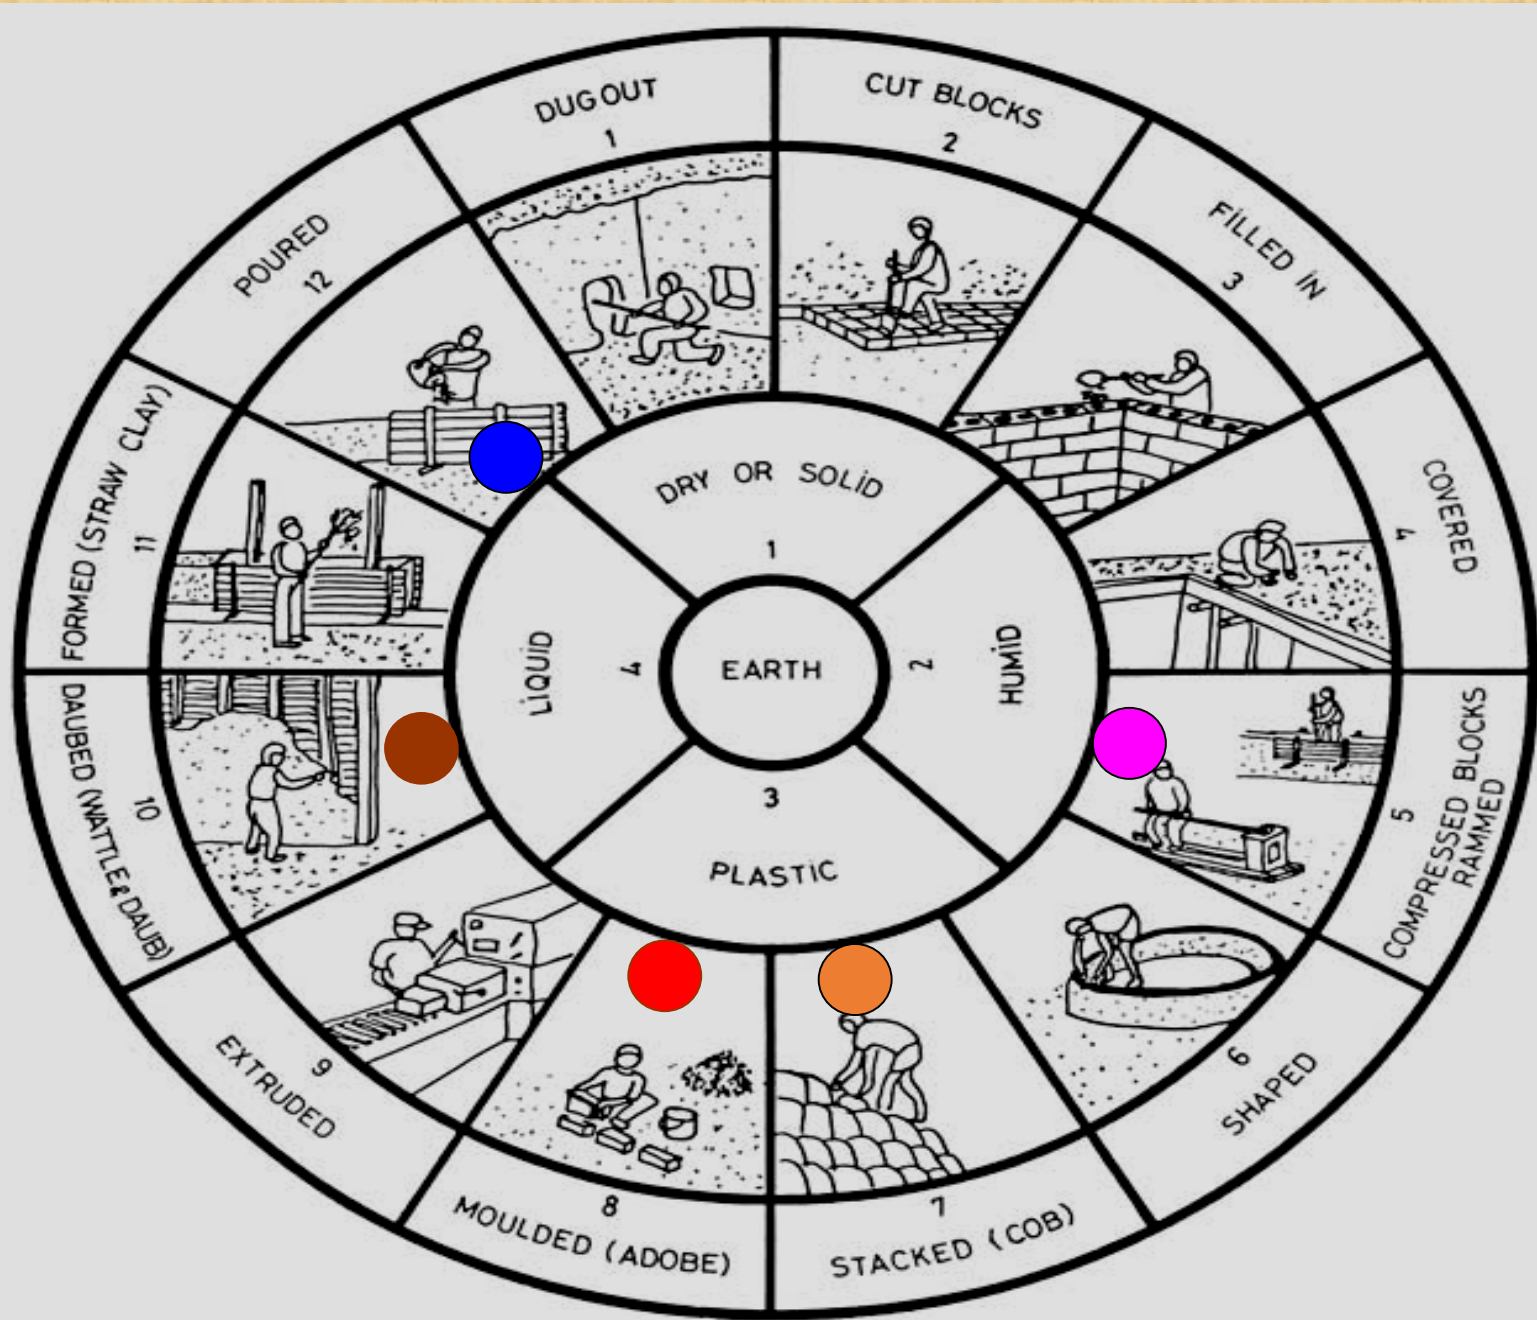 DUGOUT
1
CUT BLOCKS
2
FILLED IN
3
COVERED
4
COMPRESSED BLOCKS
RAMMED
5
SHAPED
6
STACKED (COB)
7
MOULDED (ADOBE)
8
EXTRUDED
9
DAUBED (WATTLE & DAUB)
10
FORMED (STRAW CLAY)
11
POURED
12
DRY OR SOLID
1
HUMID
2
PLASTIC
3
LIQUID
4
EARTH